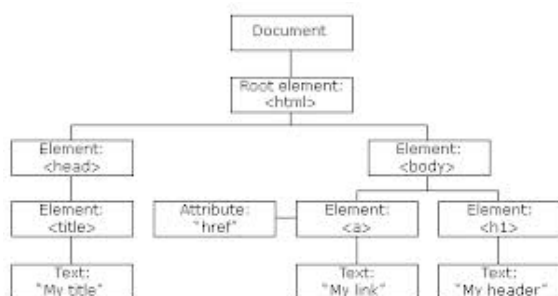 Document
Root element:
<html>
Element:
<head>
Element:
<body>
Element:
<title>
Attribute:
"href"
Element:
<a>
Element:
<h1>
Text:
"My title"
Text:
"My link"
Text:
"My header"